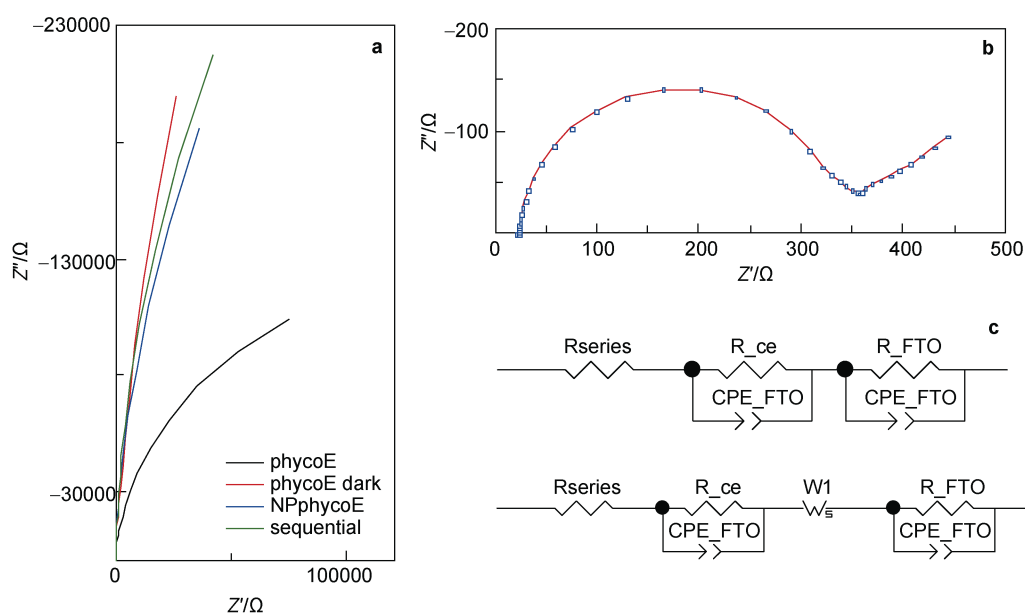 −230000
a
−130000
−30000
Z″/Ω
phycoE
phycoE dark
NPphycoE
sequential
0
100000
Z′/Ω
−200
b
−100
Z″/Ω
0
100
200
300
400
500
Z′/Ω
c
Rseries
R_ce
R_FTO
CPE_FTO
CPE_FTO
Rseries
R_ce
W1
R_FTO
CPE_FTO
s
CPE_FTO